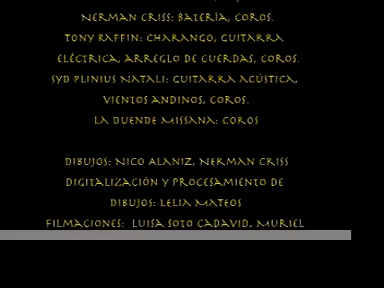 Nerman Criss: Batería, coros.
Tony Raffin: Charango, guitarra
eléctrica, arreglo de cuerdas, coros.
Syd Plinius Natali: Guitarra acústica,
vientos andinos, coros.
La Duende Missana: Coros
Dibujos: Nico Alaniz, Nerman Criss
Digitalización y procesamiento de
dibujos: Lelia Mateos
Filmaciones: Luisa Soto Cadavid, Muriel